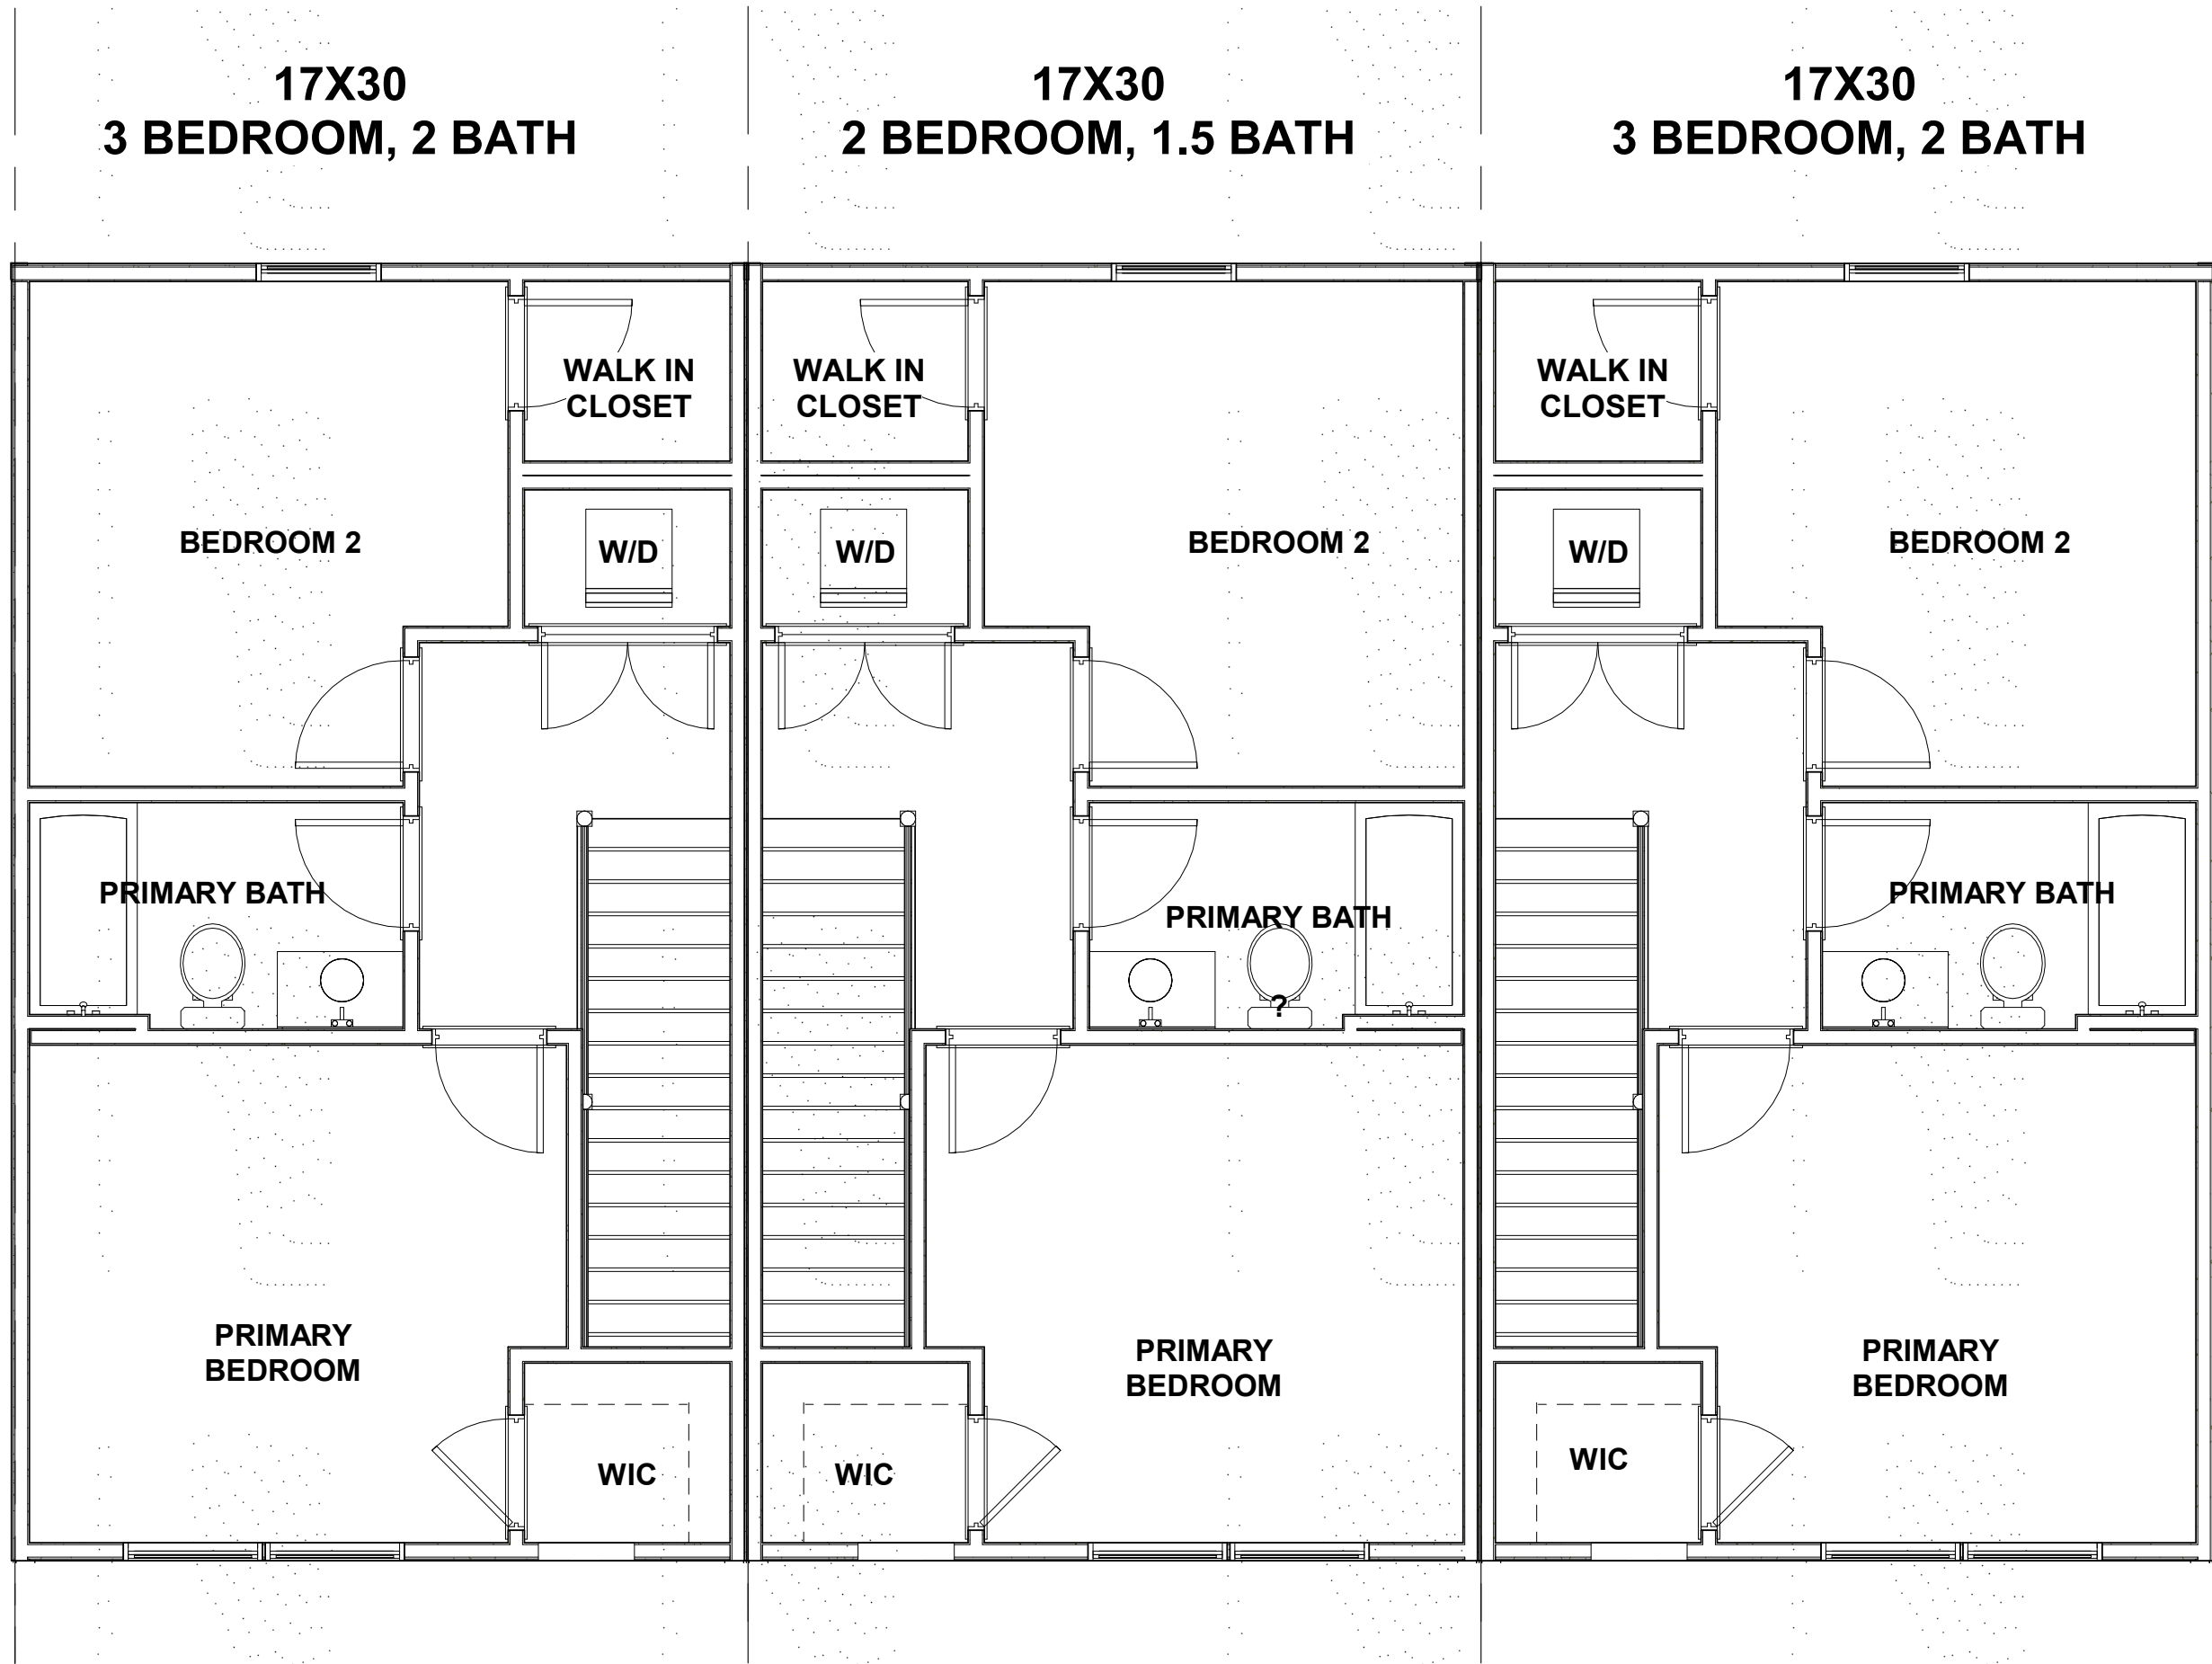 17X30
3 BEDROOM, 2 BATH
17X30
2 BEDROOM, 1.5 BATH
17X30
3 BEDROOM, 2 BATH
WALK IN
CLOSET
WALK IN
CLOSET
WALK IN
CLOSET
BEDROOM 2
W/D
W/D
BEDROOM 2
W/D
BEDROOM 2
PRIMARY BATH
PRIMARY BATH
?
PRIMARY BATH
PRIMARY
BEDROOM
PRIMARY
BEDROOM
PRIMARY
BEDROOM
WIC
WIC
WIC